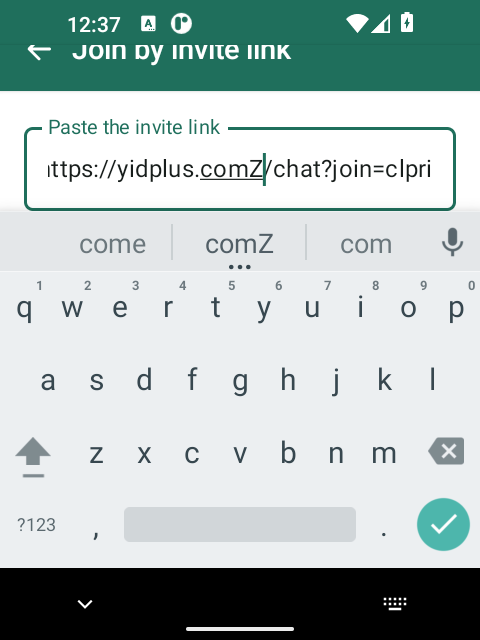 12:37 A
Join by invite link
Paste the invite link
ttps://yidplus.comZ/chat?join=clpri
come comZ com
1 2 3 4 5 6 7 8 9 0
q w e r t y u i o p
a s d f g h j k l
z x c v b n m
?123 , .